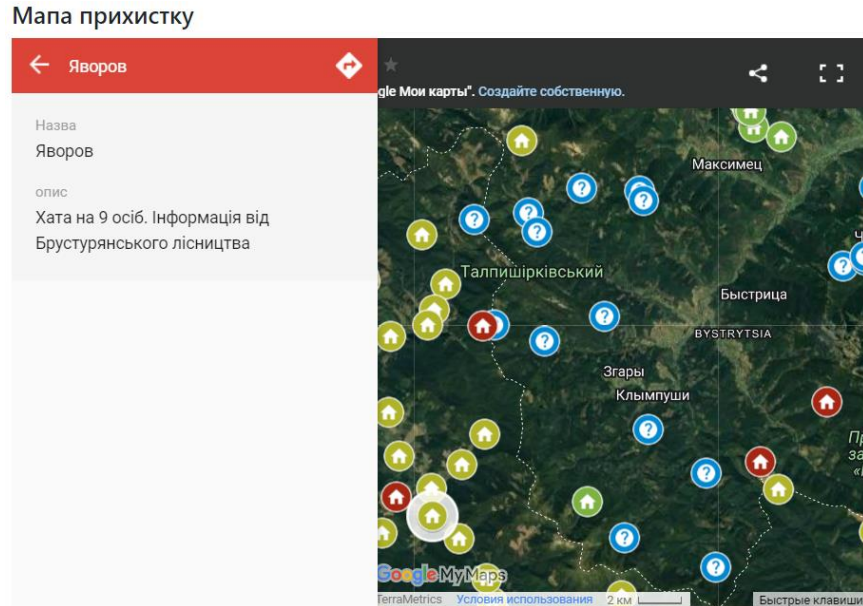 Мапа прихистку
Яворов
gle Мои карты". Создайте собственную.
Назва
Яворов
опис
Хата на 9 осіб. Інформація від
Брустурянського лісництва
Максимец
Талпишірківський
Быстрица
BYSTRYTSIA
Згары
Клымпуши
Google My Maps
TerraMetrics
Условия использования
2 км
Быстрые клавиши